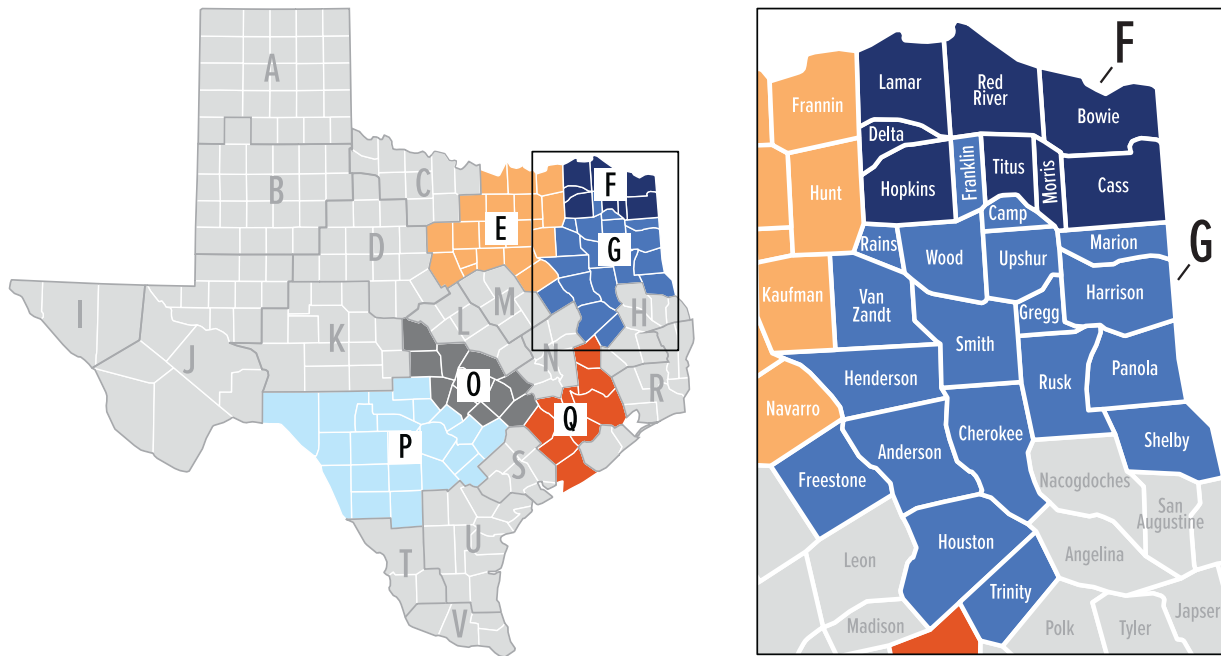 A
B
C
D
E
F
G
H
I
J
K
L
M
N
O
P
Q
R
S
T
U
V
F
G
Frannin
Lamar
Red
River
Bowie
Delta
Hunt
Hopkins
Franklin
Titus
Morris
Cass
Camp
Rains
Wood
Upshur
Marion
Kaufman
Van
Zandt
Gregg
Harrison
Smith
Henderson
Rusk
Panola
Navarro
Cherokee
Anderson
Shelby
Freestone
Nacogdoches
San
Augustine
Houston
Leon
Angelina
Trinity
Madison
Polk
Tyler
Japser